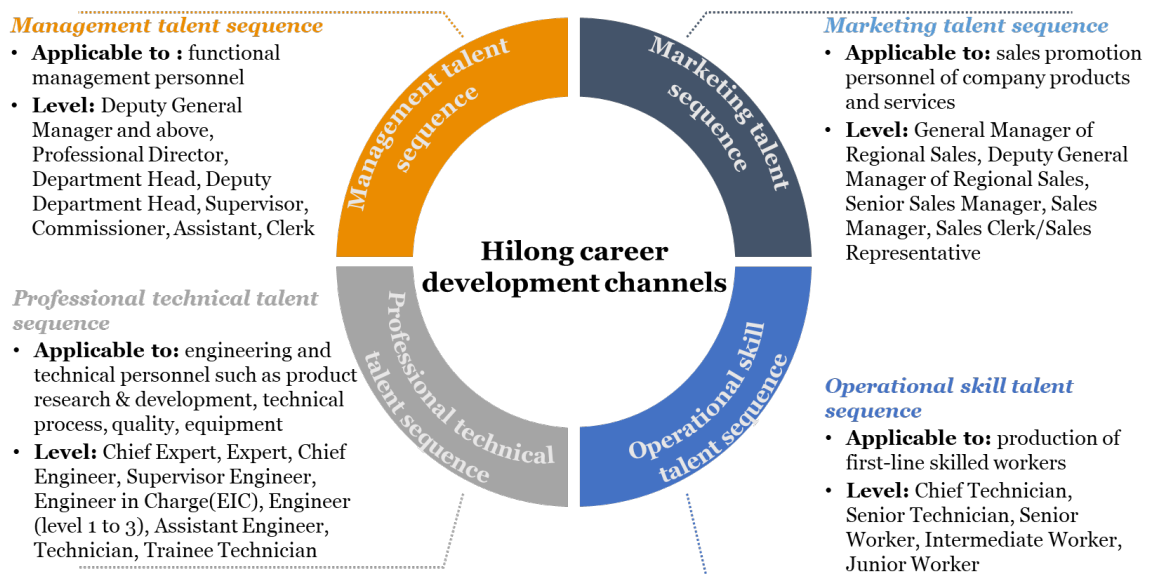 Management talent sequence
• Applicable to : functional
management personnel
• Level: Deputy General
Manager and above,
Professional Director,
Department Head, Deputy
Department Head, Supervisor,
Commissioner, Assistant, Clerk
Professional technical talent
sequence
• Applicable to: engineering and
technical personnel such as product
research & development, technical
process, quality, equipment
• Level: Chief Expert, Expert, Chief
Engineer, Supervisor Engineer,
Engineer in Charge(EIC), Engineer
(level 1 to 3), Assistant Engineer,
Technician, Trainee Technician
Management talent
sequence
Marketing talent
sequence
Hilong career
development channels
Professional technical
talent sequence
Operational skill
talent sequence
Marketing talent sequence
• Applicable to: sales promotion
personnel of company products
and services
• Level: General Manager of
Regional Sales, Deputy General
Manager of Regional Sales,
Senior Sales Manager, Sales
Manager, Sales Clerk/Sales
Representative
Operational skill talent
sequence
• Applicable to: production of
first-line skilled workers
• Level: Chief Technician,
Senior Technician, Senior
Worker, Intermediate Worker,
Junior Worker